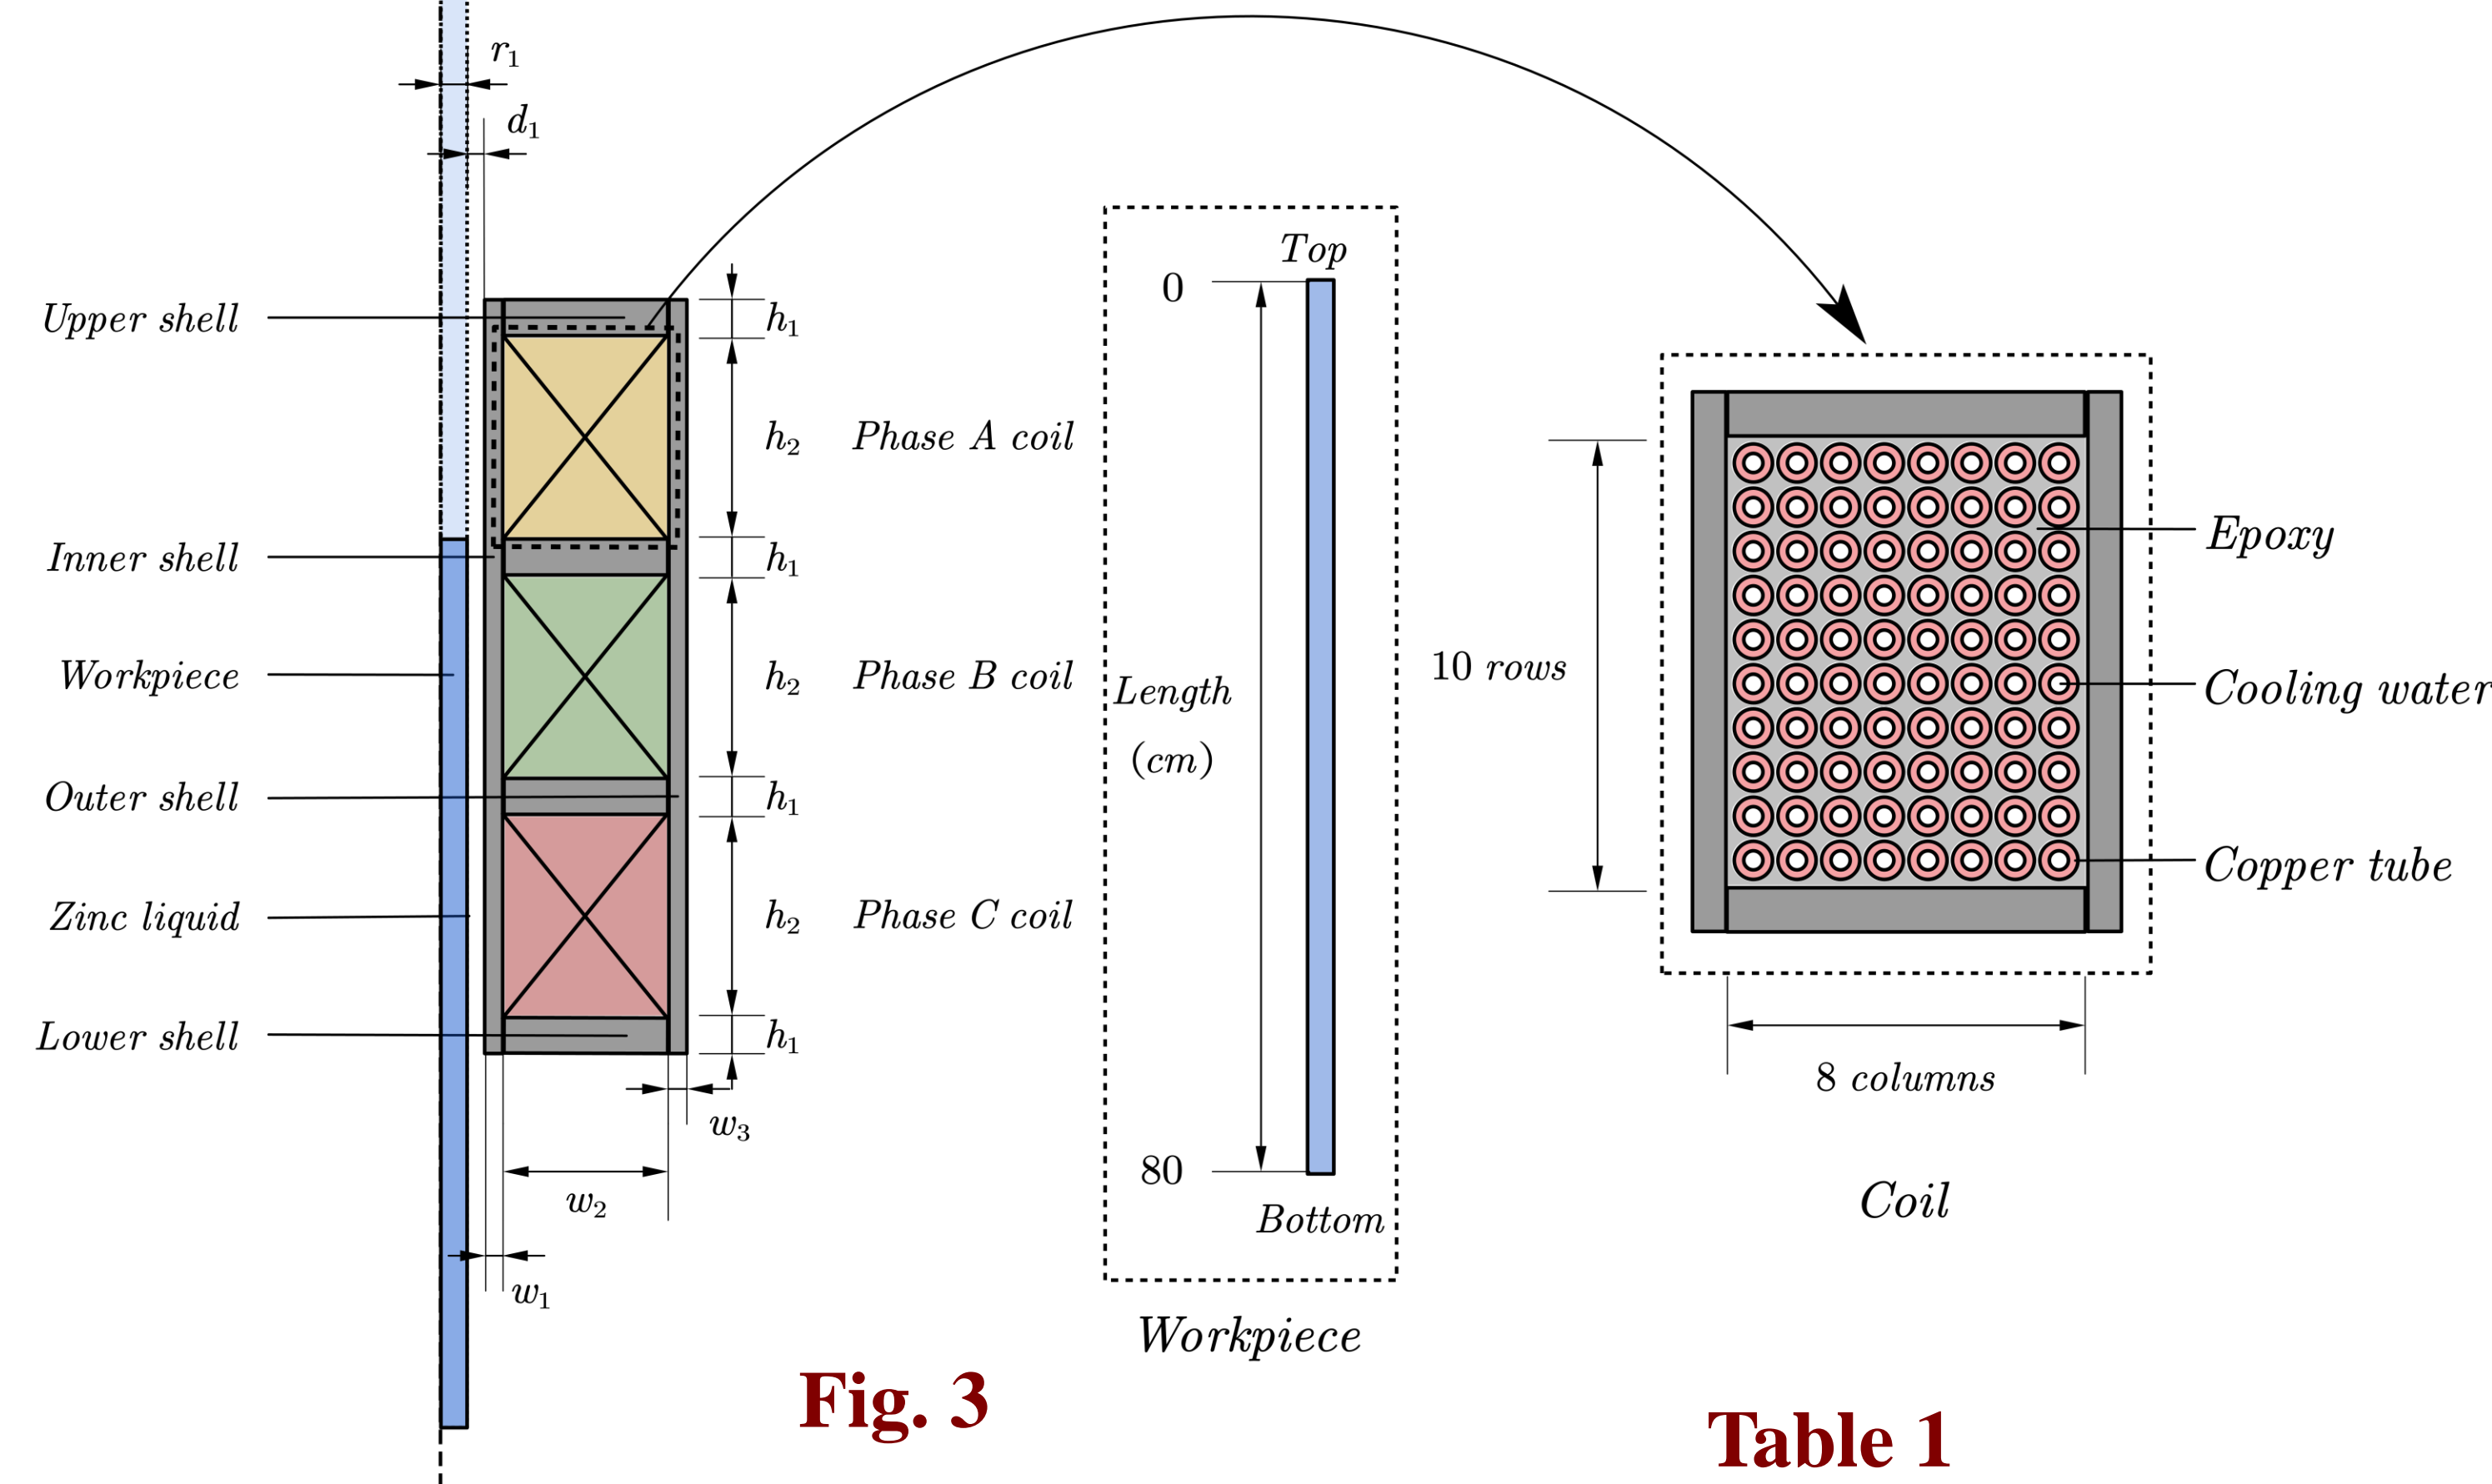 r1
d1
Upper shell
Inner shell
Workpiece
Outer shell
Zinc liquid
Lower shell
h1
h2
h1
h2
h1
h2
h1
Phase A coil
Phase B coil
Phase C coil
w3
w2
w1
Top
0
Length
(cm)
80
Bottom
Workpiece
10 rows
Epoxy
Cooling water
Copper tube
8 columns
Coil
Fig. 3
Table 1